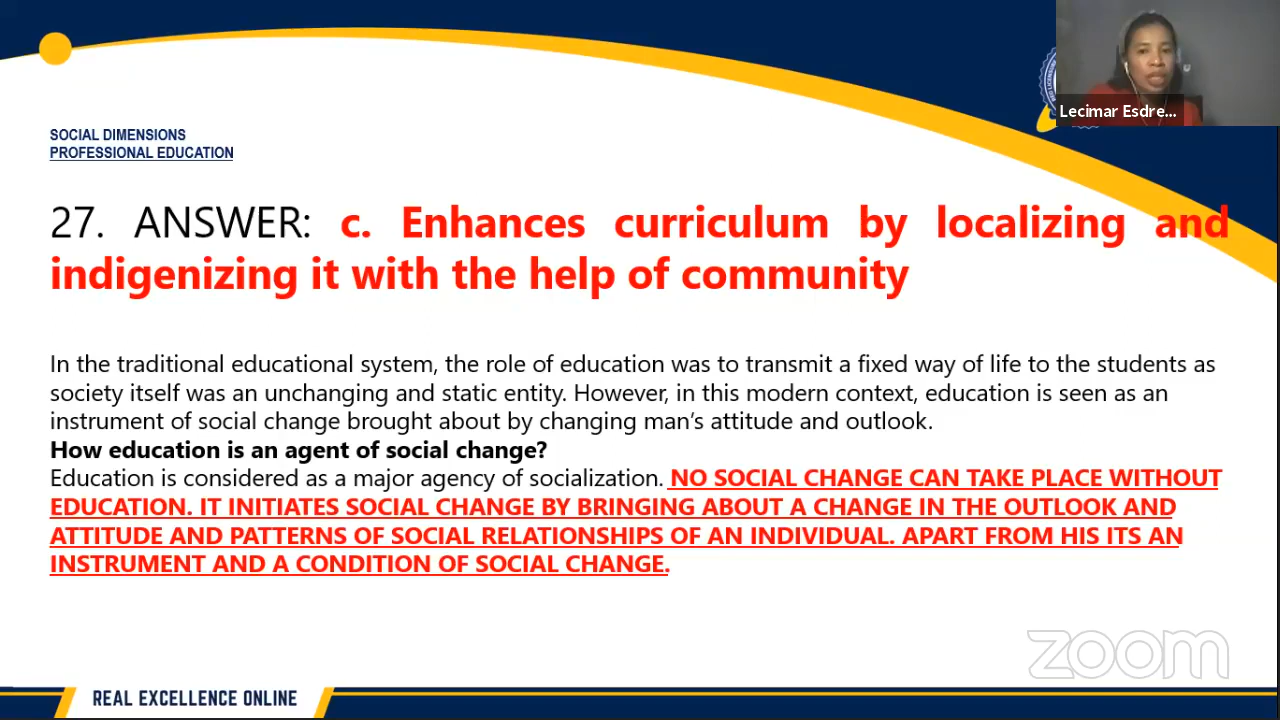 Lecimar Esdre...
SOCIAL DIMENSIONS
PROFESSIONAL EDUCATION
27. ANSWER: c. Enhances curriculum by localizing and
indigenizing it with the help of community
In the traditional educational system, the role of education was to transmit a fixed way of life to the students as
society itself was an unchanging and static entity. However, in this modern context, education is seen as an
instrument of social change brought about by changing man’s attitude and outlook.
How education is an agent of social change?
Education is considered as a major agency of socialization. NO SOCIAL CHANGE CAN TAKE PLACE WITHOUT
EDUCATION. IT INITIATES SOCIAL CHANGE BY BRINGING ABOUT A CHANGE IN THE OUTLOOK AND
ATTITUDE AND PATTERNS OF SOCIAL RELATIONSHIPS OF AN INDIVIDUAL. APART FROM HIS ITS AN
INSTRUMENT AND A CONDITION OF SOCIAL CHANGE.
zoom
REAL EXCELLENCE ONLINE